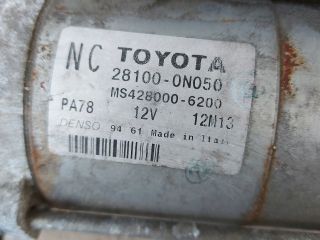 NC TOYOTA
28100-0N050
MS428000-6200
PA78 12V 12M13
DENSO 94 61 Made in Italy